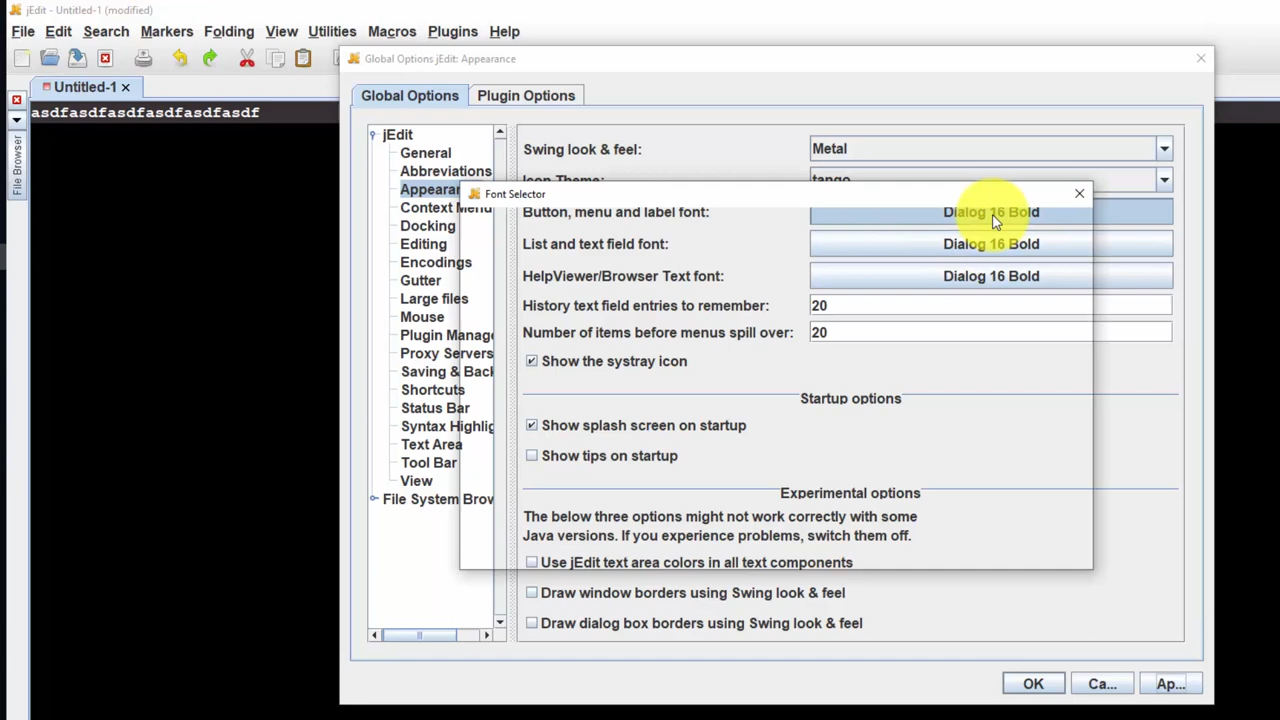 jEdit - Untitled-1 (modified)
File Edit Search Markers Folding View Utilities Macros Plugins Help
Global Options jEdit: Appearance
Untitled-1
Global Options Plugin Options
asdfasdfasdfasdfasdfasdf
File Browser
jEdit
General
Abbreviations
Appearan
Context Menu
Docking
Editing
Encodings
Gutter
Large files
Mouse
Plugin Manage
Proxy Servers
Saving & Back
Shortcuts
Status Bar
Syntax Highlig
Text Area
Tool Bar
View
File System Brow
Swing look & feel: Metal
Icon Theme: tango
Font Selector
Button, menu and label font: Dialog 16 Bold
List and text field font: Dialog 16 Bold
HelpViewer/Browser Text font: Dialog 16 Bold
History text field entries to remember: 20
Number of items before menus spill over: 20
Show the systray icon
Startup options
Show splash screen on startup
Show tips on startup
Experimental options
The below three options might not work correctly with some
Java versions. If you experience problems, switch them off.
Use jEdit text area colors in all text components
Draw window borders using Swing look & feel
Draw dialog box borders using Swing look & feel
OK Ca... Ap...